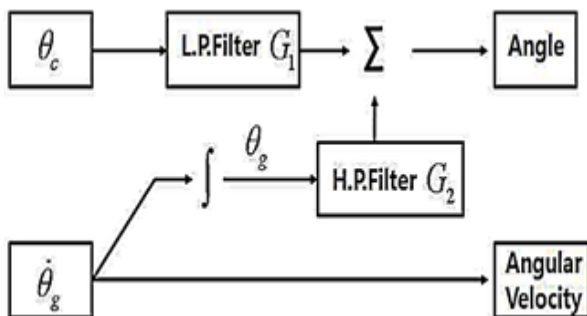 θc
L.P.Filter G1
Σ
Angle
∫
θg
H.P.Filter G2
θ̇g
Angular
Velocity